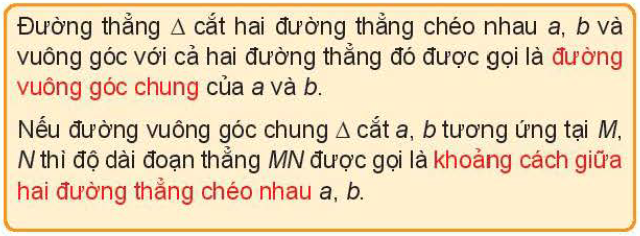 Đường thẳng Δ cắt hai đường thẳng chéo nhau a, b và
vuông góc với cả hai đường thẳng đó được gọi là đường
vuông góc chung của a và b.
Nếu đường vuông góc chung Δ cắt a, b tương ứng tại M,
N thì độ dài đoạn thẳng MN được gọi là khoảng cách giữa
hai đường thẳng chéo nhau a, b.